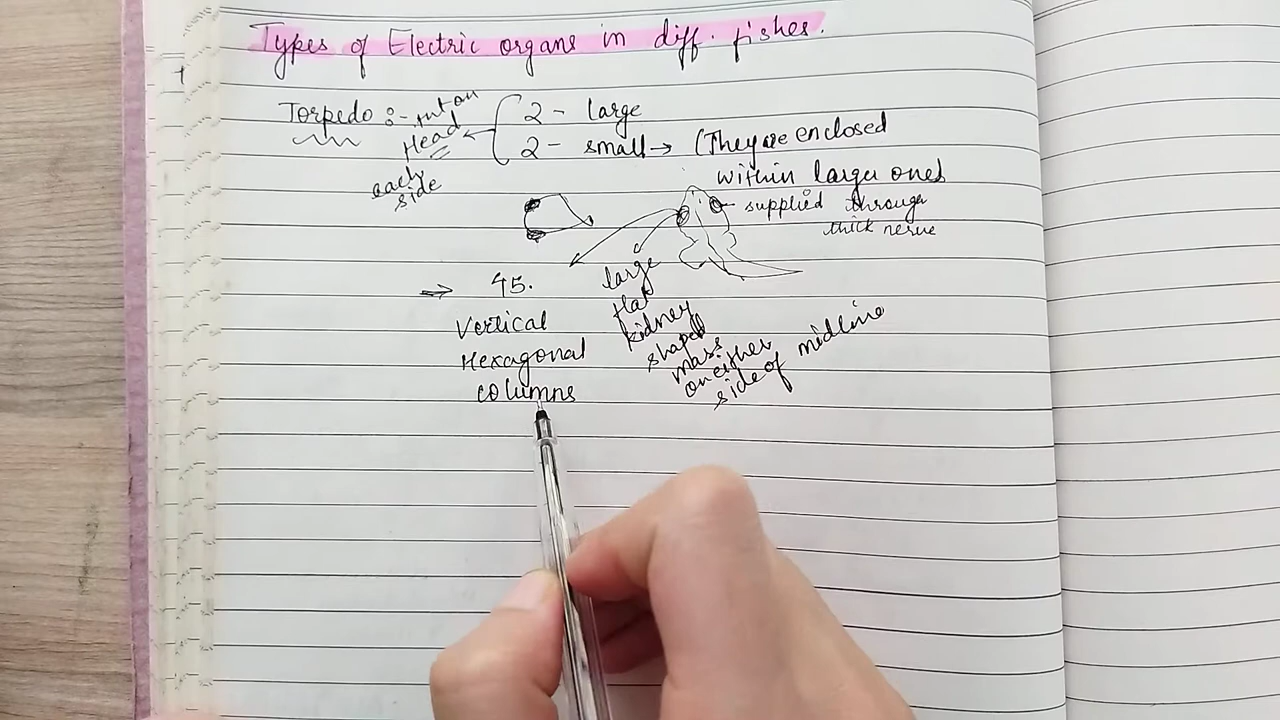 Types of Electric organs in diff. fishes.
Torpedo :-
Head
each
side
2 - large
2 - small → (They are enclosed
within larger ones)
supplied through
thick nerve
→ 45.
Vertical
Hexagonal
columns
large
flat
kidney
shaped
mass
on either
side of midline